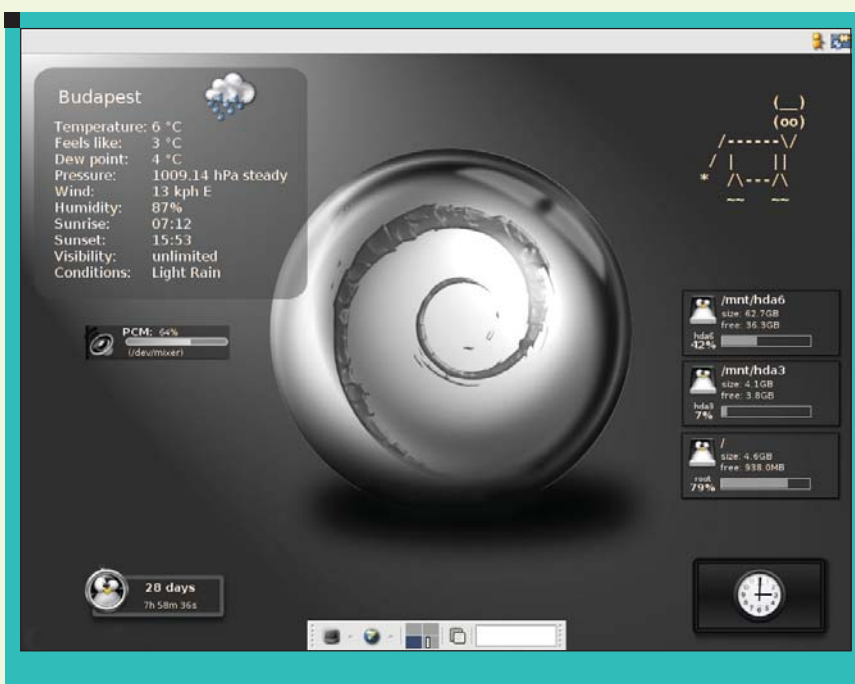 Budapest
Temperature: 6 °C
Feels like: 3 °C
Dew point: 4 °C
Pressure: 1009.14 hPa steady
Wind: 13 kph E
Humidity: 87%
Sunrise: 07:12
Sunset: 15:53
Visibility: unlimited
Conditions: Light Rain
(__)
(oo)
/------\/
/ | ||
* /\---/\
~~ ~~
PCM: 64%
(/dev/mixer)
/mnt/hda6
size: 62.7GB
free: 36.3GB
hda6
42%
/mnt/hda3
size: 4.1GB
free: 3.8GB
hda3
7%
/
size: 4.6GB
free: 938.0MB
root
79%
28 days
7h 58m 36s